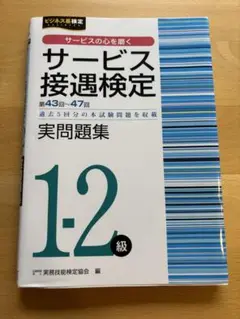 ビジネス系検定
サービスの心を磨く
サービス
接遇検定
第43回〜47回
過去5回分の本試験問題を収載
実問題集
1-2級
実務技能検定協会 編